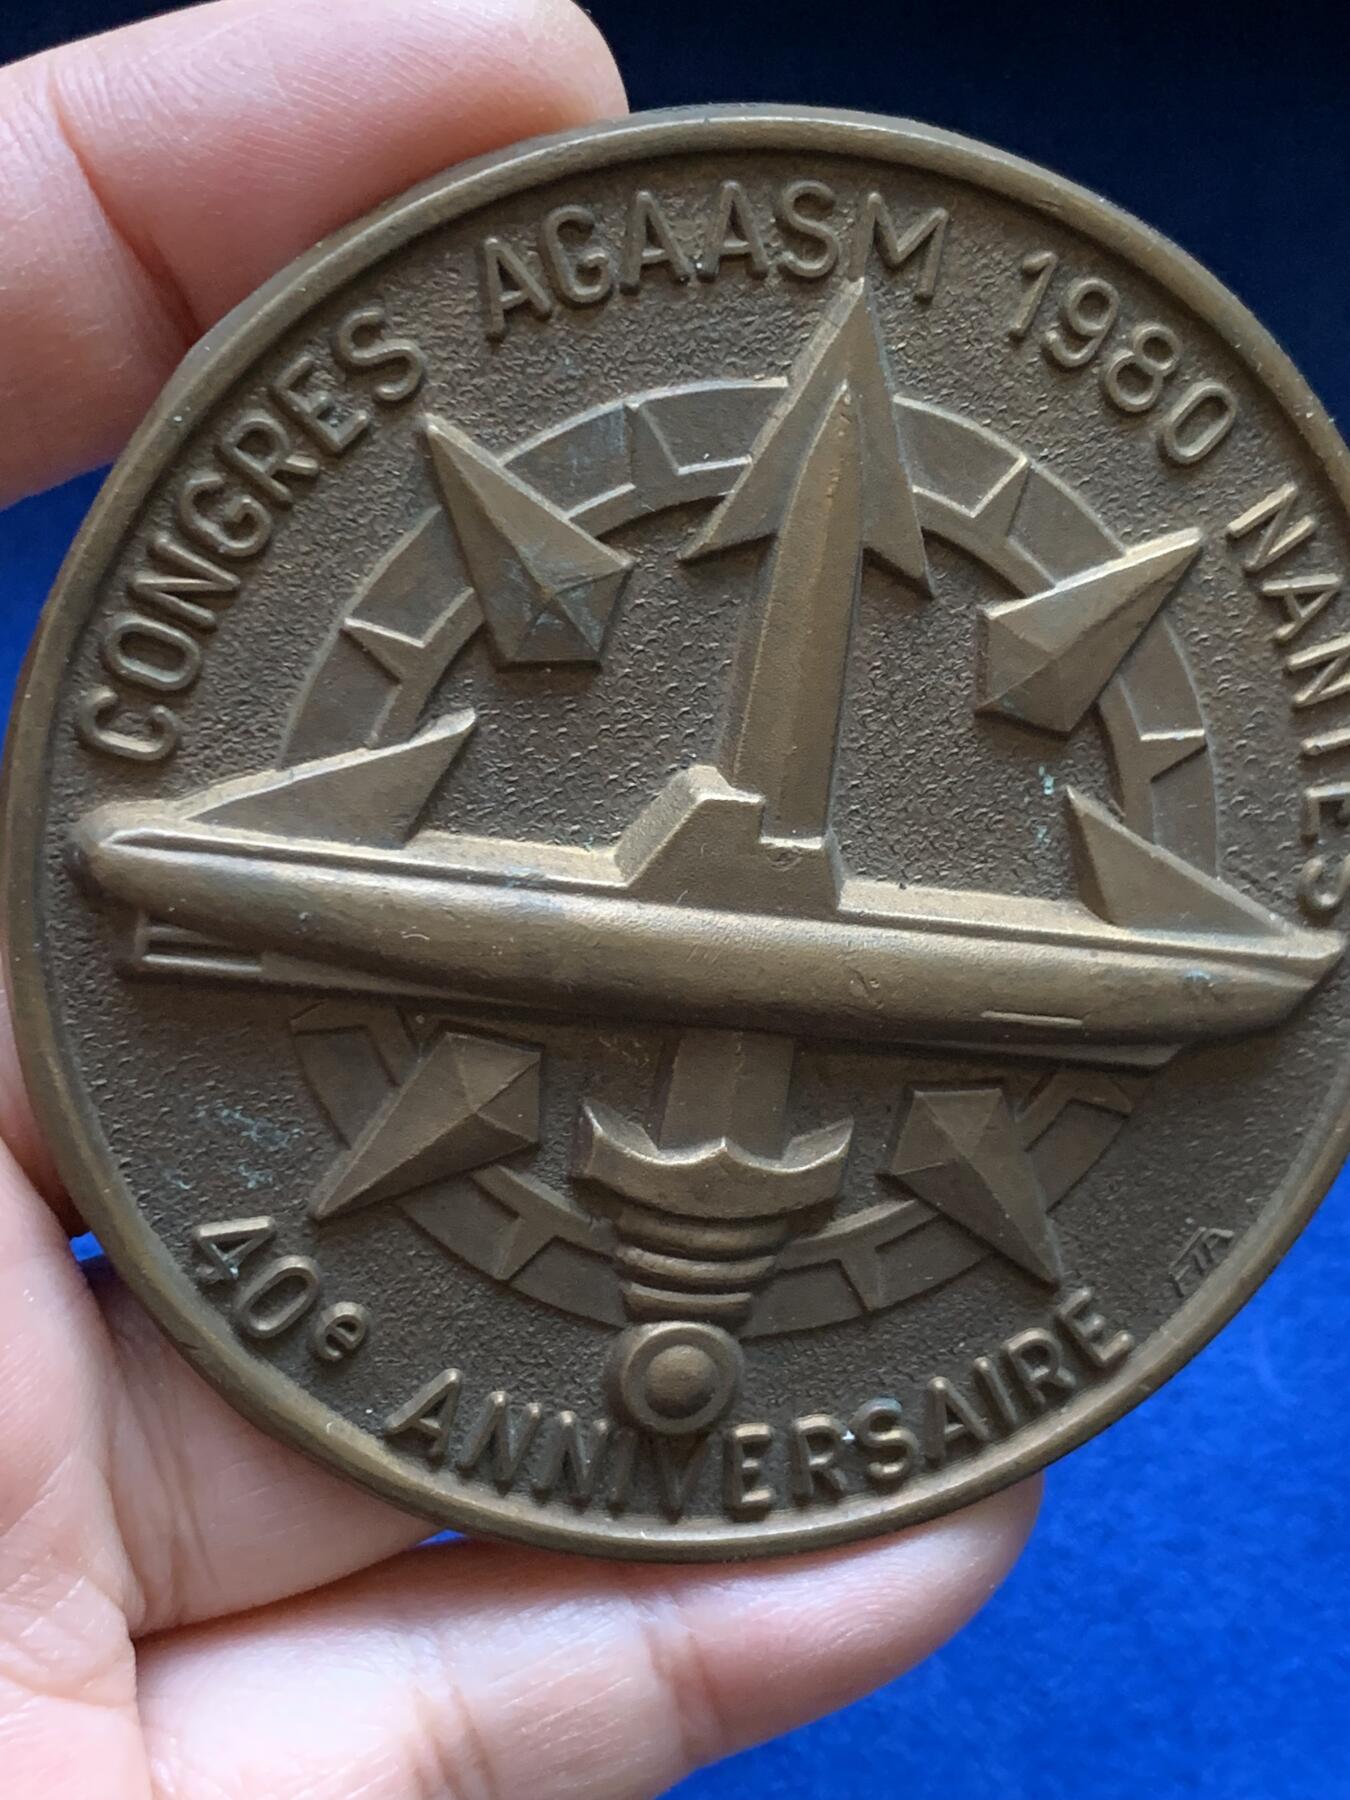 CONGRES AGAASM 1980 NANTES
40e ANNIVERSAIRE